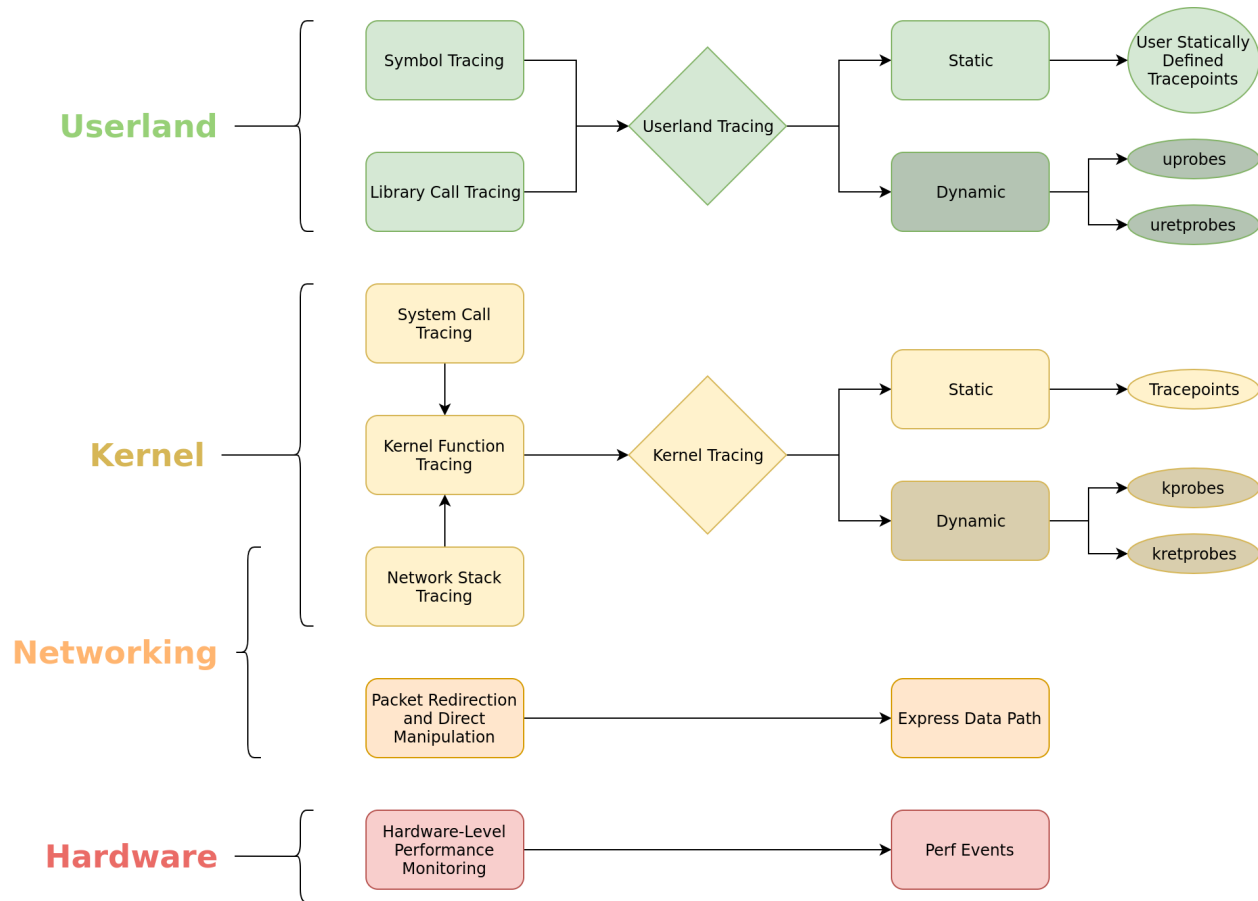 Userland
Symbol Tracing
Library Call Tracing
Userland Tracing
Static
Dynamic
User Statically
Defined
Tracepoints
uprobes
uretprobes
Kernel
System Call
Tracing
Kernel Function
Tracing
Network Stack
Tracing
Kernel Tracing
Static
Dynamic
Tracepoints
kprobes
kretprobes
Networking
Packet Redirection
and Direct
Manipulation
Express Data Path
Hardware
Hardware-Level
Performance
Monitoring
Perf Events